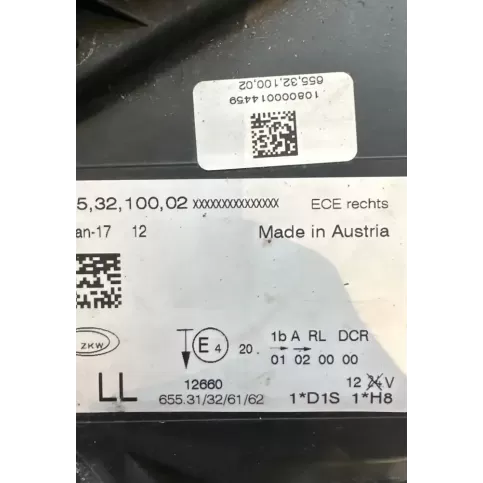 655,32,100,02
108000014459
5,32,100,02 xxxxxxxxxxxxxxx ECE rechts
an-17 12 Made in Austria
ZKW
E4 20. 1b A RL DCR
01 02 00 00
LL 12660 12 24 V
655.31/32/61/62 1*D1S 1*H8